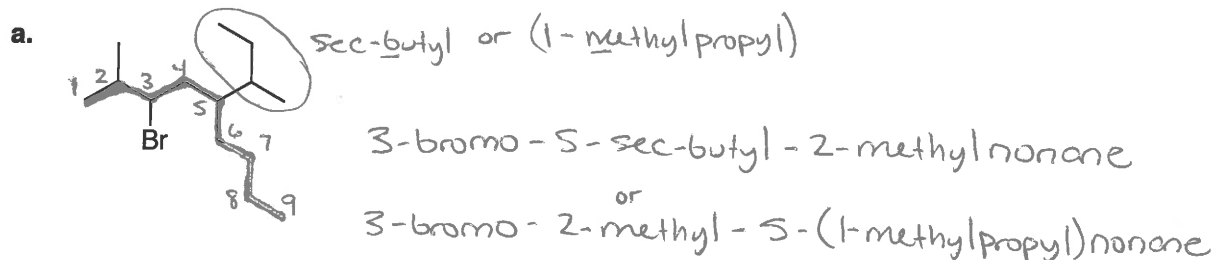 a.
sec-butyl or (1-methylpropyl)
1 2 3 4 5 6 7 8 9
Br
3-bromo-5-sec-butyl-2-methylnonane
or
3-bromo-2-methyl-5-(1-methylpropyl)nonane